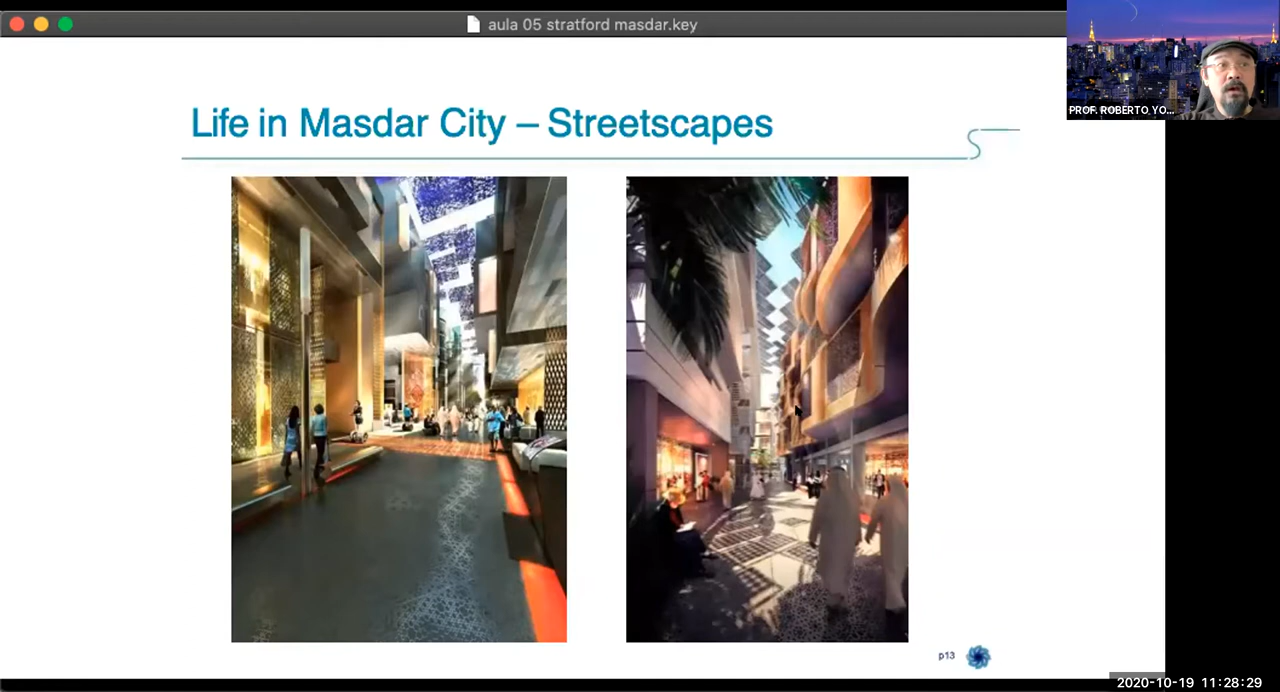 aula 05 stratford masdar.key
PROF. ROBERTO YO...
Life in Masdar City – Streetscapes
p13
2020-10-19 11:28:29